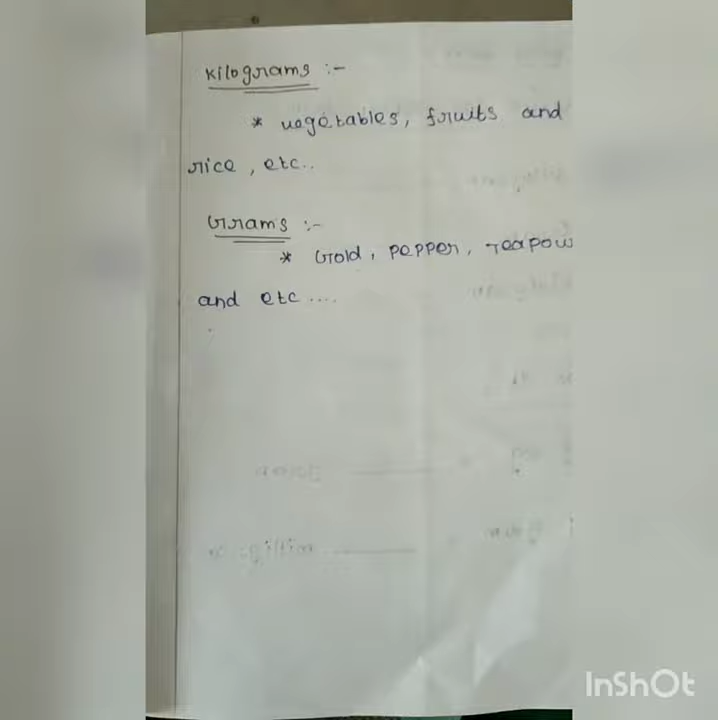 Kilograms :-
* vegetables, fruits and
rice, etc..
Grams :-
* Gold, pepper, Teapow
and etc ....
InShOt